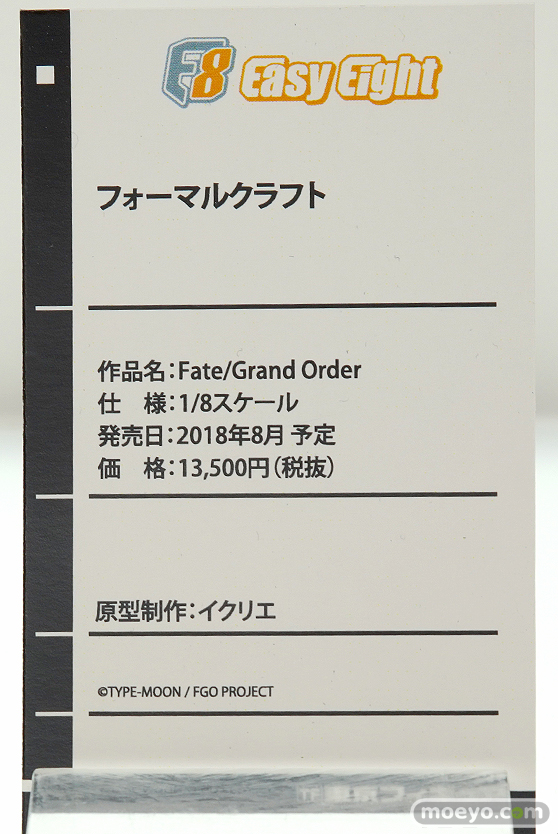 E8 Easy Eight
フォーマルクラフト
作品名：Fate/Grand Order
仕　様：1/8スケール
発売日：2018年8月 予定
価　格：13,500円（税抜）
原型制作：イクリエ
©TYPE-MOON / FGO PROJECT
moeyo.com